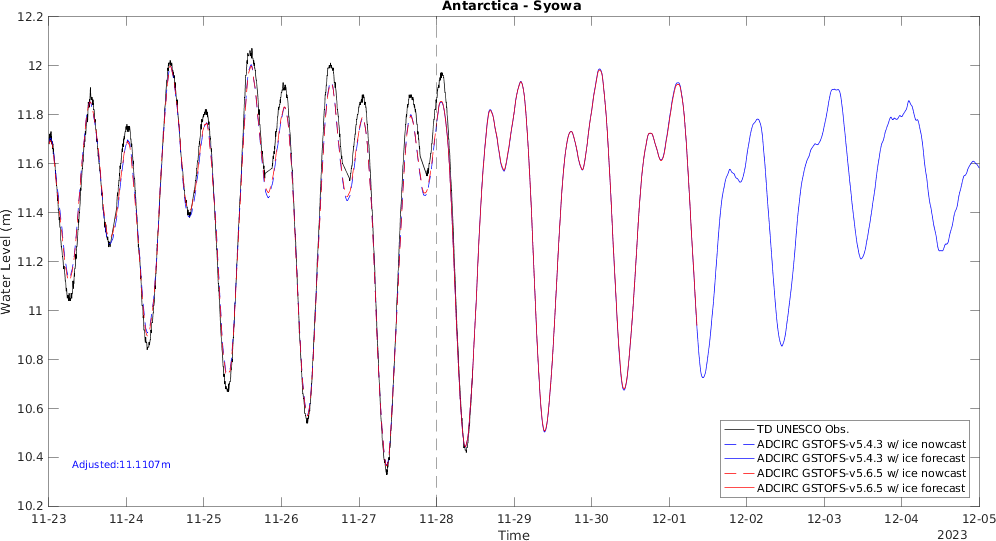 Antarctica - Syowa
12.2
12
11.8
11.6
11.4
11.2
11
10.8
10.6
10.4
10.2
Water Level (m)
Adjusted:11.1107m
TD UNESCO Obs.
ADCIRC GSTOFS-v5.4.3 w/ ice nowcast
ADCIRC GSTOFS-v5.4.3 w/ ice forecast
ADCIRC GSTOFS-v5.6.5 w/ ice nowcast
ADCIRC GSTOFS-v5.6.5 w/ ice forecast
11-23 11-24 11-25 11-26 11-27 11-28 11-29 11-30 12-01 12-02 12-03 12-04 12-05
Time
2023